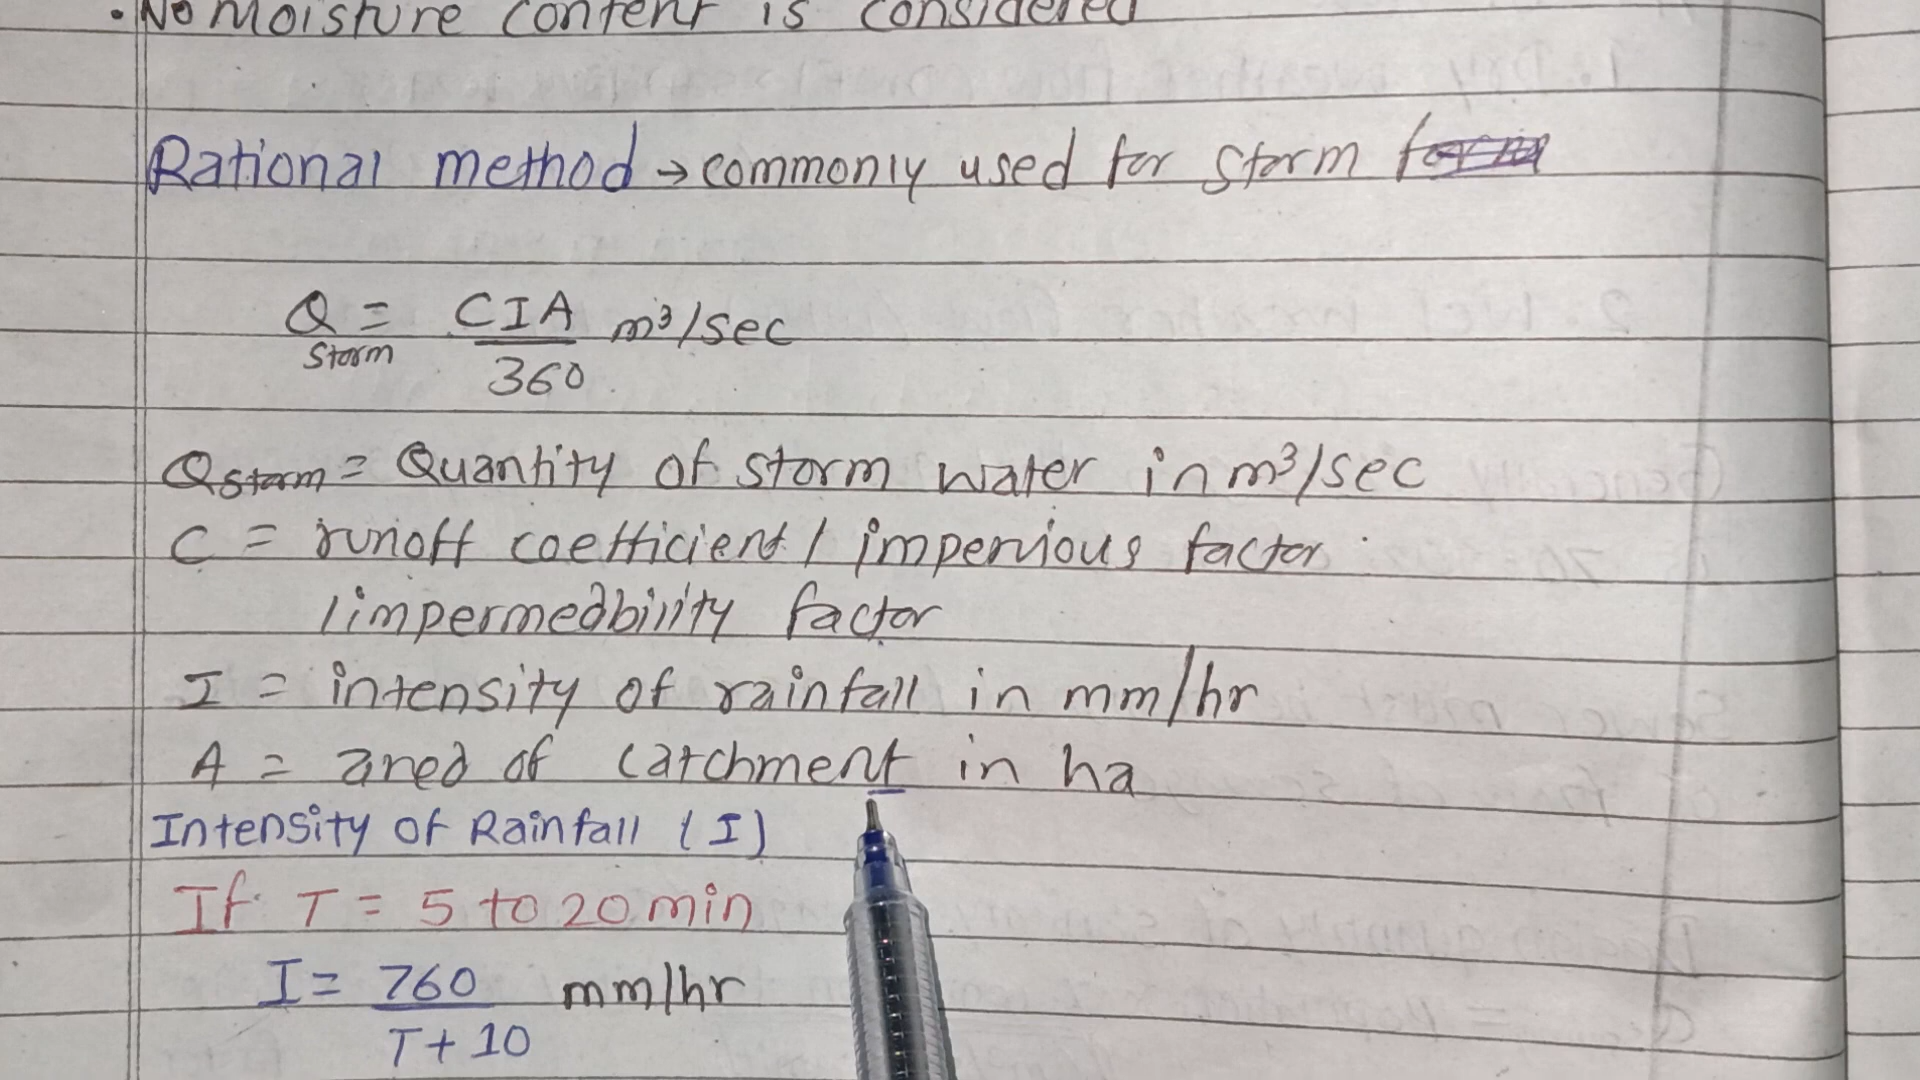 • No moisture content is considered
Rational method → commonly used for storm
Q storm = CIA / 360 m³/sec
Qstorm = Quantity of storm water in m³/sec
C = runoff coefficient / impervious factor
/impermeability factor
I = intensity of rainfall in mm/hr
A = area of catchment in ha
Intensity of Rainfall (I)
If T = 5 to 20 min
I = 760 / T + 10 mm/hr